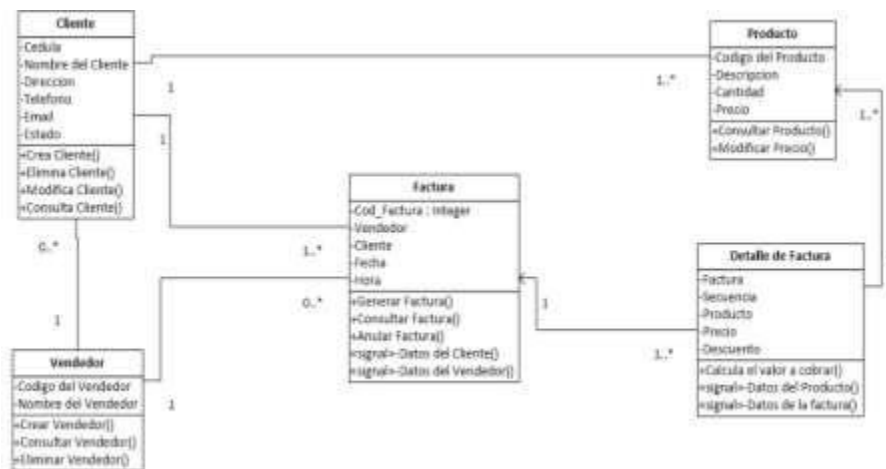 Cliente
-Cedula
-Nombre del Cliente
-Direccion
-Telefono
-Email
-Estado
+Crea Cliente()
+Elimina Cliente()
+Modifica Cliente()
+Consulta Cliente()
Producto
-Codigo del Producto
-Descripcion
-Cantidad
-Precio
+Consultar Producto()
+Modificar Precio()
1
1..*
1..*
1
Factura
-Cod_Factura : Integer
-Vendedor
-Cliente
-Fecha
-Hora
+Generar Factura()
+Consultar Factura()
+Anular Factura()
«signal»-Datos del Cliente()
«signal»-Datos del Vendedor()
0..*
1
1..*
0..*
1
1
1..*
Detalle de Factura
-Factura
-Secuencia
-Producto
-Precio
-Descuento
+Calcula el valor a cobrar()
«signal»-Datos del Producto()
«signal»-Datos de la factura()
Vendedor
-Codigo del Vendedor
-Nombre del Vendedor
+Crear Vendedor()
+Consultar Vendedor()
+Eliminar Vendedor()